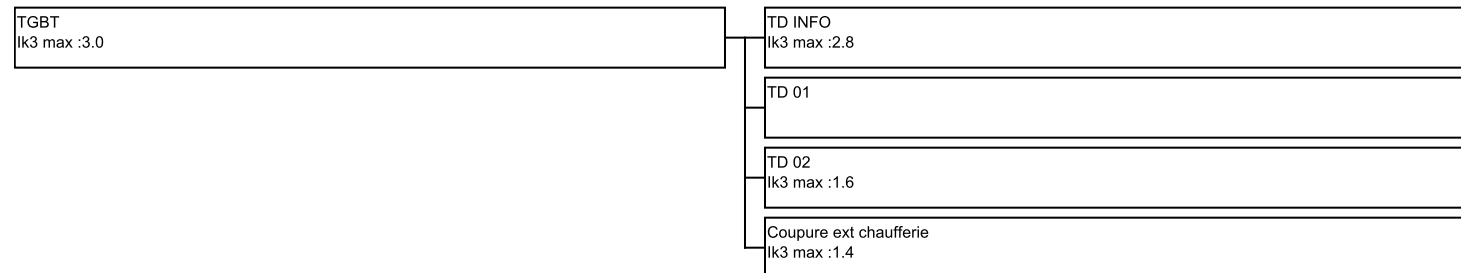 TGBT
Ik3 max :3.0
TD INFO
Ik3 max :2.8
TD 01
TD 02
Ik3 max :1.6
Coupure ext chaufferie
Ik3 max :1.4